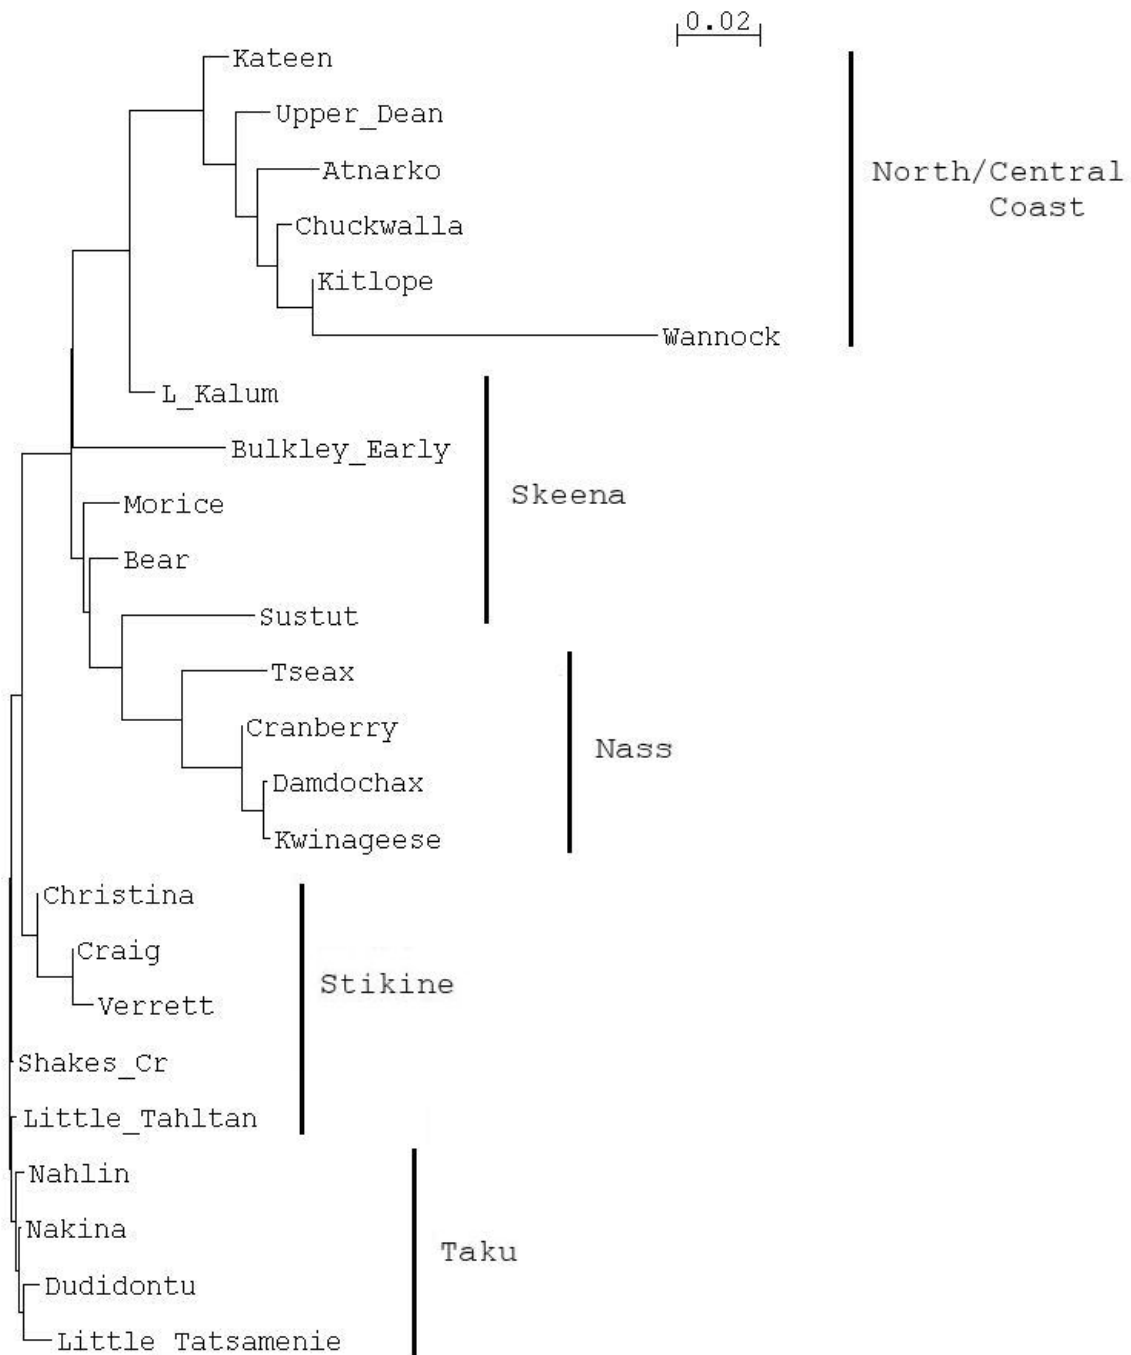 0.02
Kateen
Upper_Dean
Atnarko
North/Central
Coast
Chuckwalla
Kitlope
Wannock
L_Kalum
Bulkley_Early
Skeena
Morice
Bear
Sustut
Tseax
Cranberry
Nass
Damdochax
Kwinageese
Christina
Craig
Stikine
Verrett
Shakes_Cr
Little_Tahltan
Nahlin
Nakina
Taku
Dudidontu
Little Tatsamenie